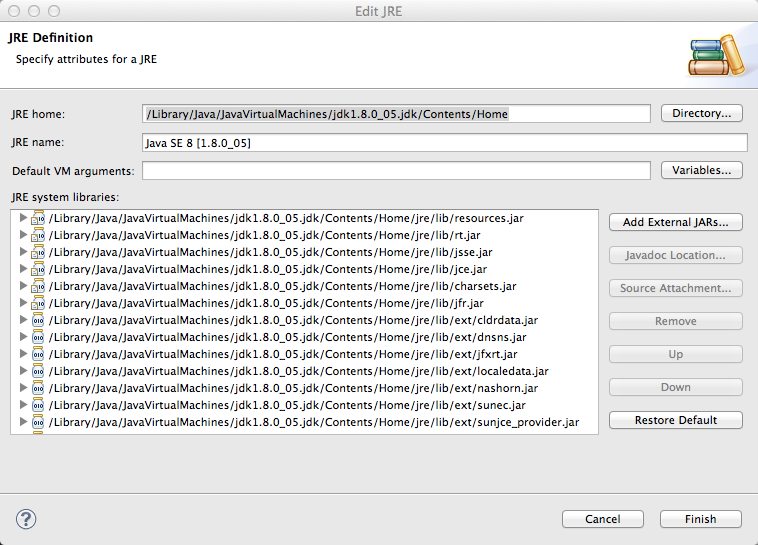 Edit JRE
JRE Definition
Specify attributes for a JRE
JRE home: /Library/Java/JavaVirtualMachines/jdk1.8.0_05.jdk/Contents/Home Directory...
JRE name: Java SE 8 [1.8.0_05]
Default VM arguments: Variables...
JRE system libraries:
/Library/Java/JavaVirtualMachines/jdk1.8.0_05.jdk/Contents/Home/jre/lib/resources.jar
/Library/Java/JavaVirtualMachines/jdk1.8.0_05.jdk/Contents/Home/jre/lib/rt.jar
/Library/Java/JavaVirtualMachines/jdk1.8.0_05.jdk/Contents/Home/jre/lib/jsse.jar
/Library/Java/JavaVirtualMachines/jdk1.8.0_05.jdk/Contents/Home/jre/lib/jce.jar
/Library/Java/JavaVirtualMachines/jdk1.8.0_05.jdk/Contents/Home/jre/lib/charsets.jar
/Library/Java/JavaVirtualMachines/jdk1.8.0_05.jdk/Contents/Home/jre/lib/jfr.jar
/Library/Java/JavaVirtualMachines/jdk1.8.0_05.jdk/Contents/Home/jre/lib/ext/cldrdata.jar
/Library/Java/JavaVirtualMachines/jdk1.8.0_05.jdk/Contents/Home/jre/lib/ext/dnsns.jar
/Library/Java/JavaVirtualMachines/jdk1.8.0_05.jdk/Contents/Home/jre/lib/ext/jfxrt.jar
/Library/Java/JavaVirtualMachines/jdk1.8.0_05.jdk/Contents/Home/jre/lib/ext/localedata.jar
/Library/Java/JavaVirtualMachines/jdk1.8.0_05.jdk/Contents/Home/jre/lib/ext/nashorn.jar
/Library/Java/JavaVirtualMachines/jdk1.8.0_05.jdk/Contents/Home/jre/lib/ext/sunec.jar
/Library/Java/JavaVirtualMachines/jdk1.8.0_05.jdk/Contents/Home/jre/lib/ext/sunjce_provider.jar
Add External JARs...
Javadoc Location...
Source Attachment...
Remove
Up
Down
Restore Default
? Cancel Finish